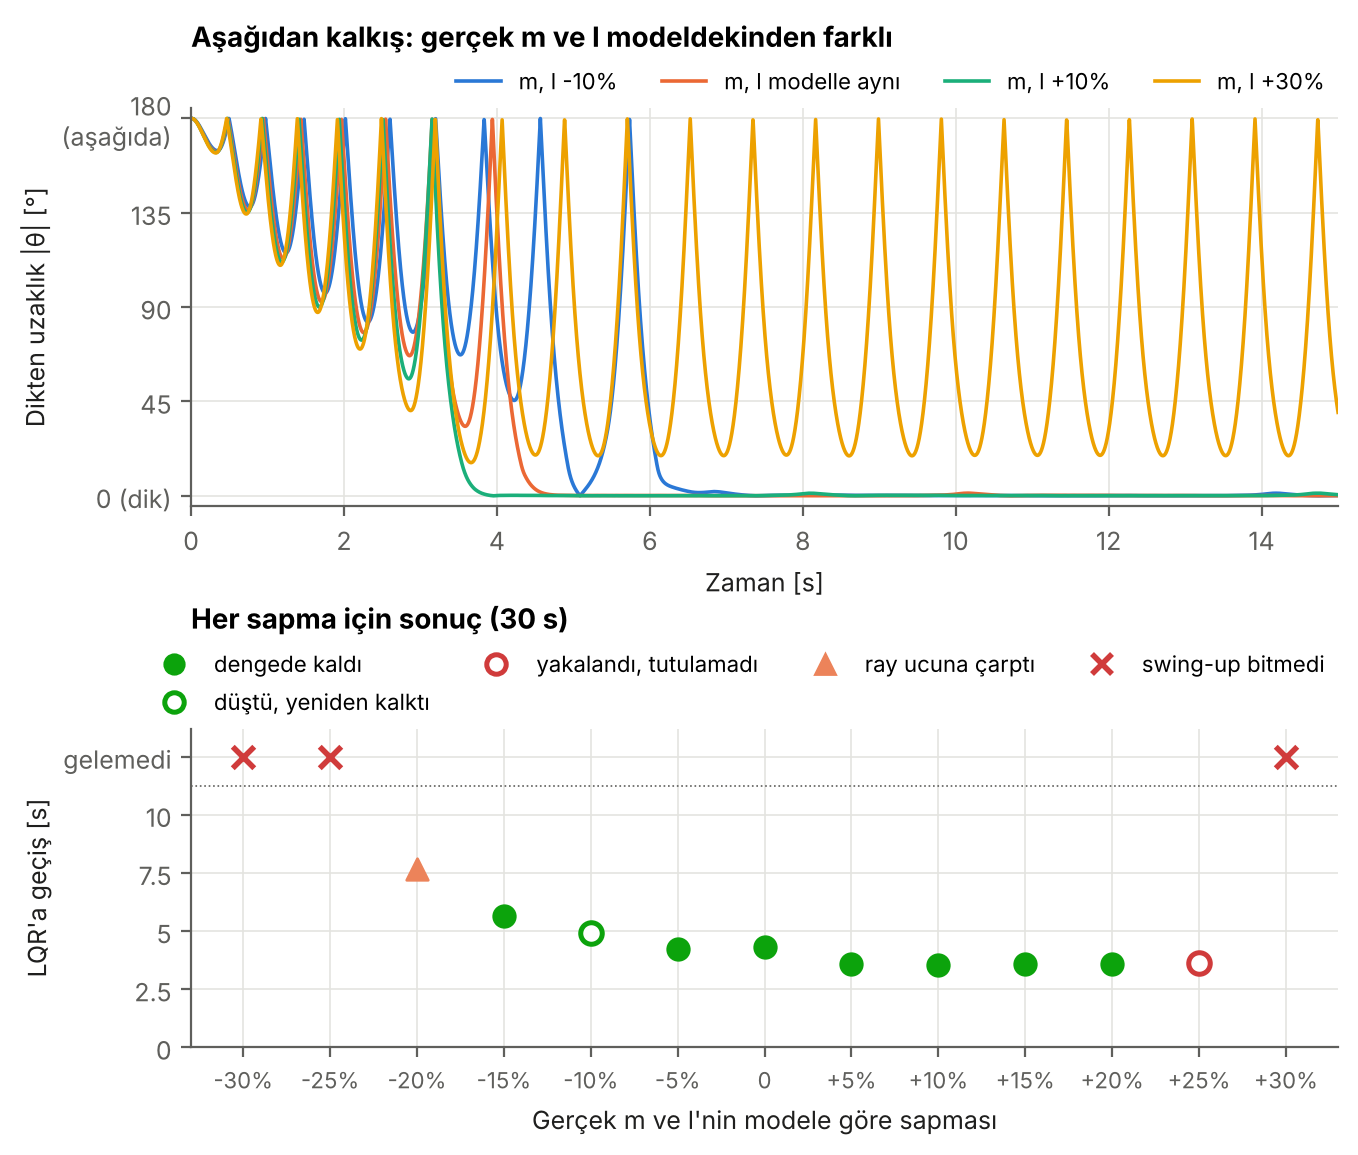 Aşağıdan kalkış: gerçek m ve l modeldekinden farklı
m, l -10%
m, l modelle aynı
m, l +10%
m, l +30%
180
(aşağıda)
135
90
45
0 (dik)
Dikten uzaklık |θ| [°]
0
2
4
6
8
10
12
14
Zaman [s]
Her sapma için sonuç (30 s)
dengede kaldı
yakalandı, tutulamadı
ray ucuna çarptı
swing-up bitmedi
düştü, yeniden kalktı
gelemedi
10
7.5
5
2.5
0
LQR'a geçiş [s]
-30%
-25%
-20%
-15%
-10%
-5%
0
+5%
+10%
+15%
+20%
+25%
+30%
Gerçek m ve l'nin modele göre sapması